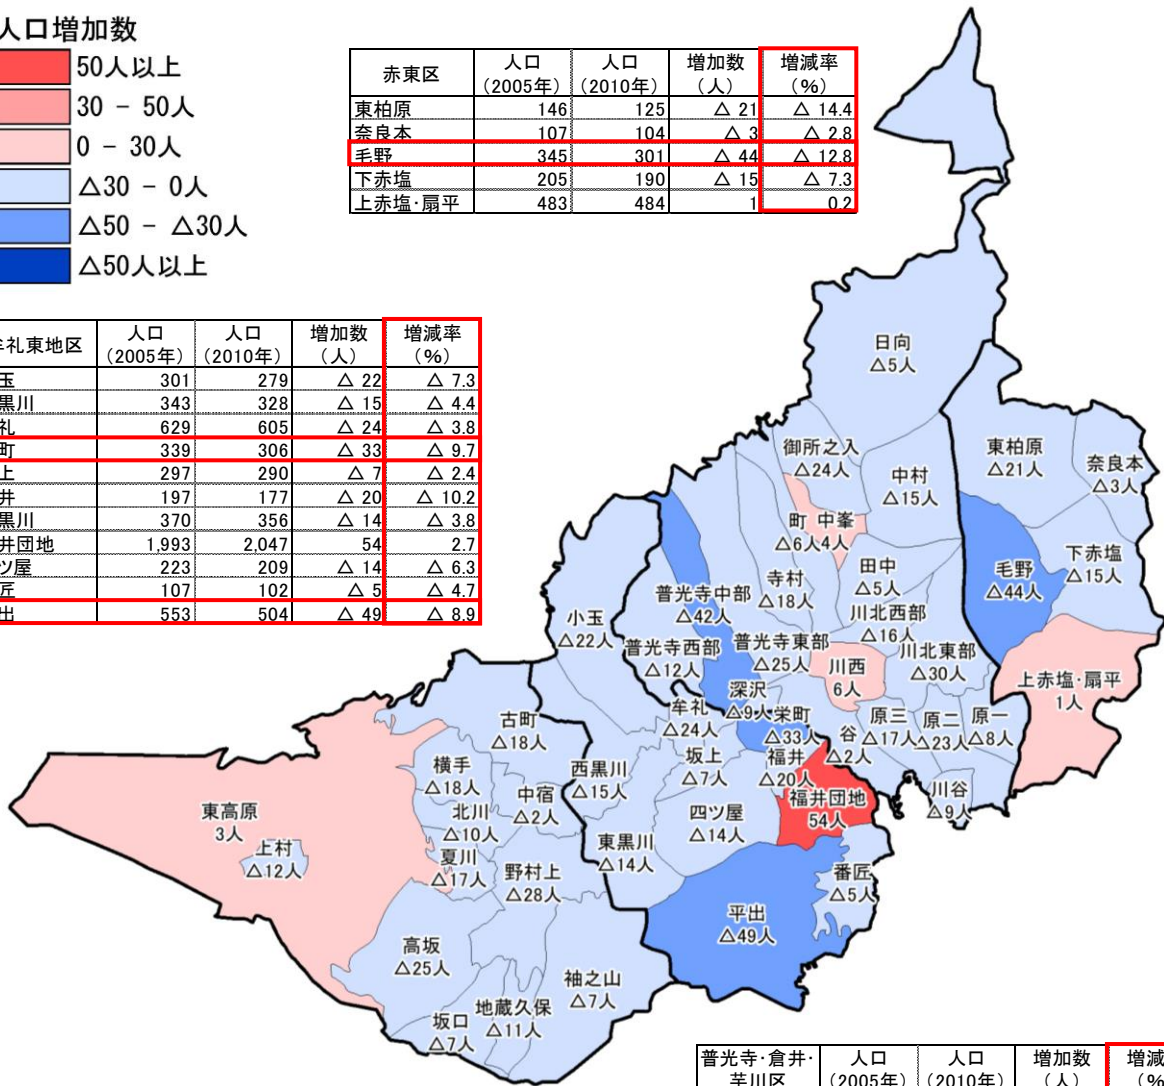 人口増加数
50人以上
30 - 50人
0 - 30人
△30 - 0人
△50 - △30人
△50人以上
赤東区 人口（2005年） 人口（2010年） 増加数（人） 増減率（%）
東柏原 146 125 △ 21 △ 14.4
奈良本 107 104 △ 3 △ 2.8
毛野 345 301 △ 44 △ 12.8
下赤塩 205 190 △ 15 △ 7.3
上赤塩・扇平 483 484 1 0.2
礼東地区 人口（2005年） 人口（2010年） 増加数（人） 増減率（%）
玉 301 279 △ 22 △ 7.3
黒川 343 328 △ 15 △ 4.4
礼 629 605 △ 24 △ 3.8
町 339 306 △ 33 △ 9.7
上 297 290 △ 7 △ 2.4
井 197 177 △ 20 △ 10.2
黒川 370 356 △ 14 △ 3.8
井団地 1,993 2,047 54 2.7
ツ屋 223 209 △ 14 △ 6.3
匠 107 102 △ 5 △ 4.7
出 553 504 △ 49 △ 8.9
日向
△5人
御所之入
△24人
中村
△15人
東柏原
△21人
奈良本
△3人
町
△6人
中峯
4人
田中
△5人
毛野
△44人
下赤塩
△15人
寺村
△18人
普光寺中部
△42人
小玉
△22人
川北西部
△16人
普光寺西部
△12人
普光寺東部
△25人
川西
6人
川北東部
△30人
上赤塩・扇平
1人
深沢
△9人
牟礼
△24人
栄町
△33人
谷
△2人
原三
△17人
原二
△23人
原一
△8人
古町
△18人
坂上
△7人
福井
△20人
横手
△18人
西黒川
△15人
福井団地
54人
川谷
△9人
中宿
△2人
東高原
3人
北川
△10人
四ツ屋
△14人
上村
△12人
夏川
△17人
東黒川
△14人
野村上
△28人
番匠
△5人
平出
△49人
高坂
△25人
袖之山
△7人
地蔵久保
△11人
坂口
△7人
普光寺・倉井・芋川区 人口（2005年） 人口（2010年） 増加数（人） 増減（%